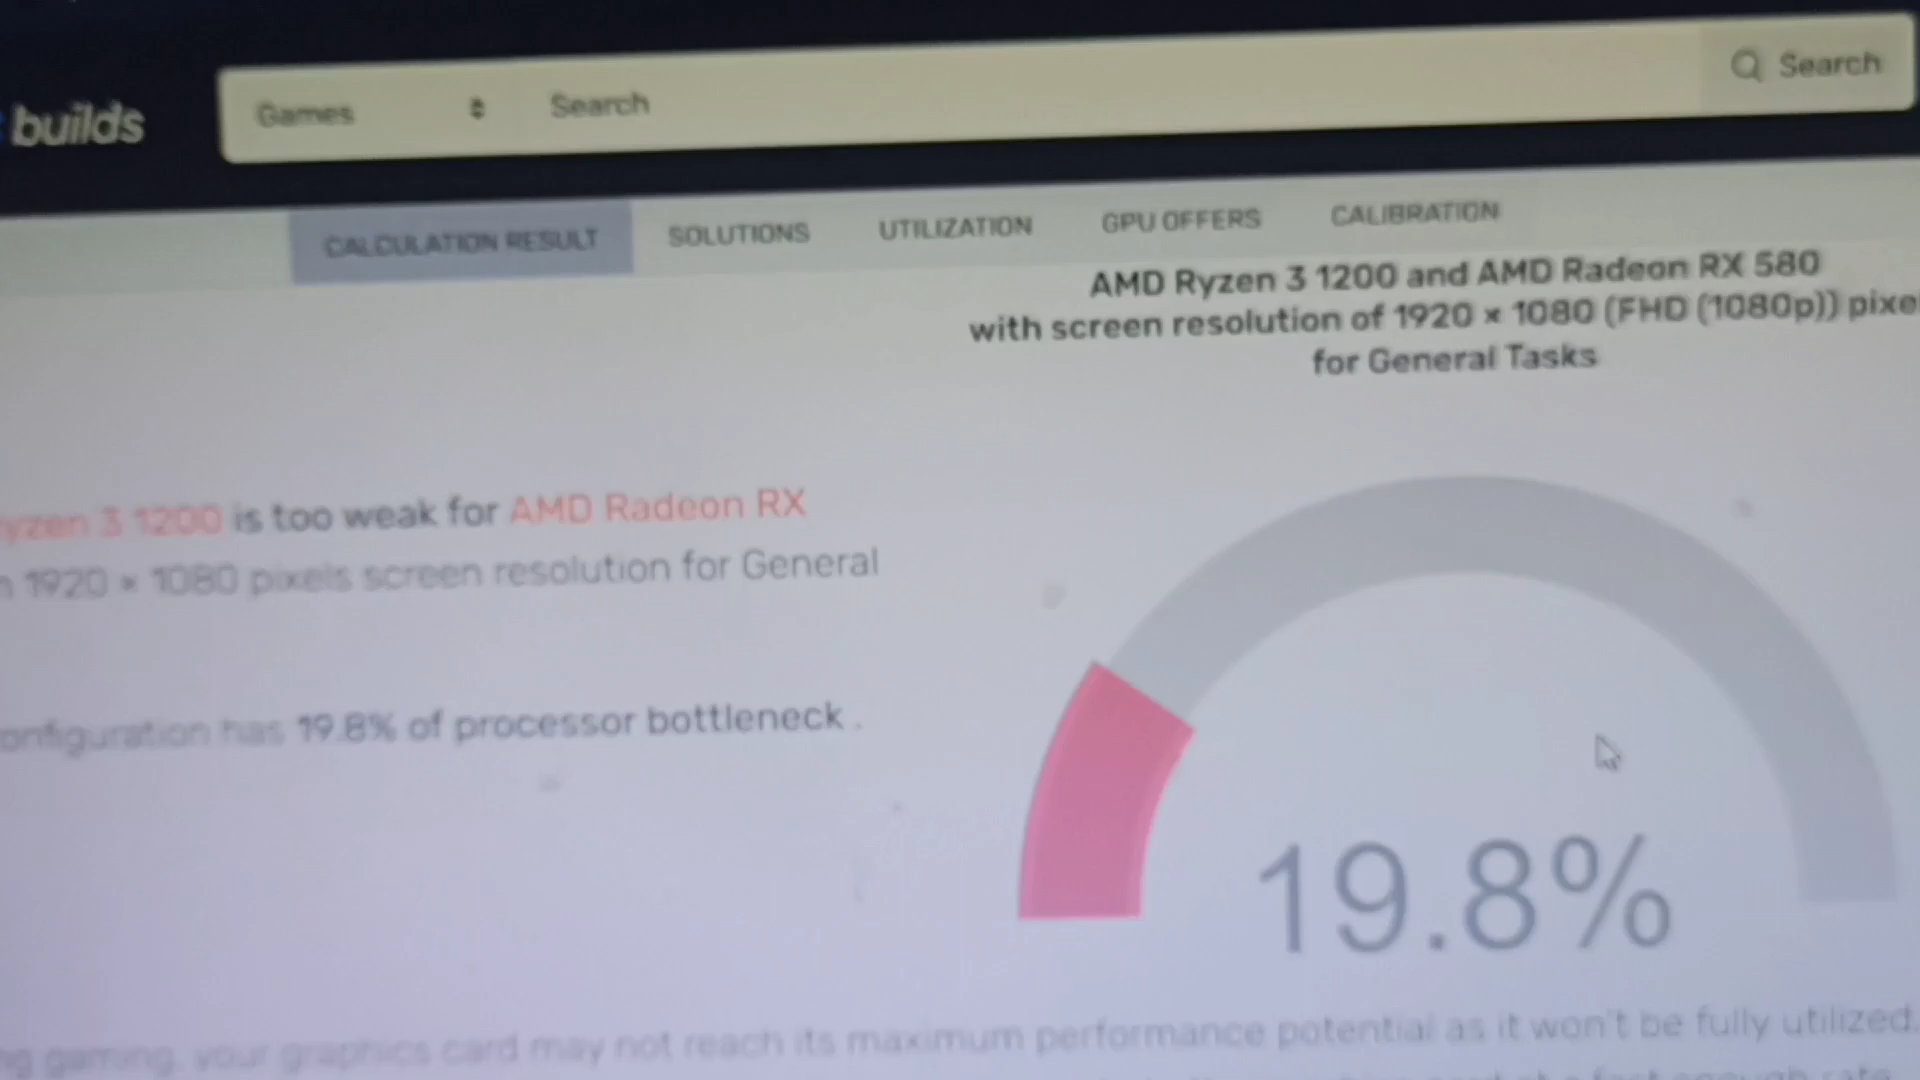 builds
Games
Search
Search
CALCULATION RESULT
SOLUTIONS
UTILIZATION
GPU OFFERS
CALIBRATION
AMD Ryzen 3 1200 and AMD Radeon RX 580
with screen resolution of 1920 × 1080 (FHD (1080p))
for General Tasks
3 1200 is too weak for AMD Radeon RX
1920 × 1080 pixels screen resolution for General
has 19.8% of processor bottleneck .
19.8%
gaming, your graphics card may not reach its maximum performance potential as it won't be fully utilized.